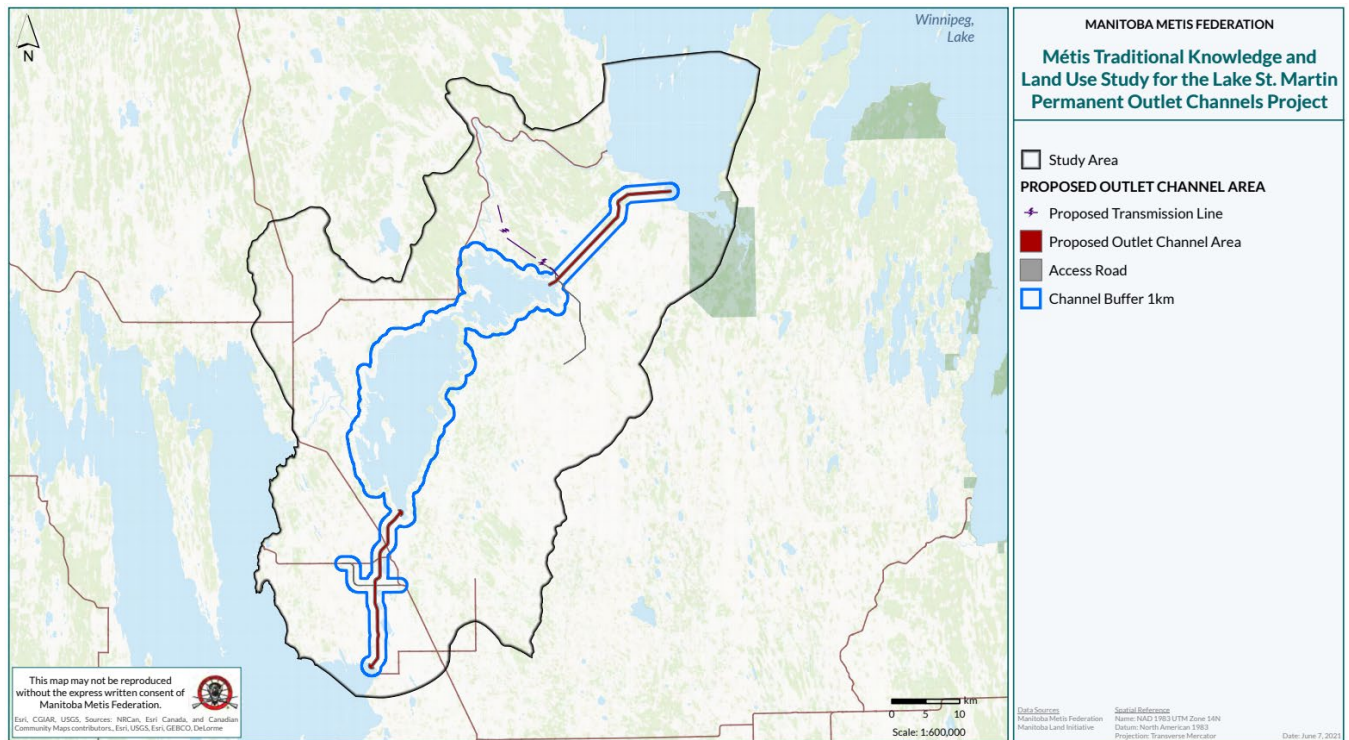 Winnipeg,
Lake
N
This map may not be reproduced
without the express written consent of
Manitoba Metis Federation.
Esri, CGIAR, USGS, Sources: NRCan, Esri Canada, and Canadian
Community Maps contributors., Esri, USGS, Esri, GEBCO, DeLorme
km
0 5 10
Scale: 1:600,000
MANITOBA METIS FEDERATION
Métis Traditional Knowledge and
Land Use Study for the Lake St. Martin
Permanent Outlet Channels Project
Study Area
PROPOSED OUTLET CHANNEL AREA
Proposed Transmission Line
Proposed Outlet Channel Area
Access Road
Channel Buffer 1km
Data Sources
Manitoba Metis Federation
Manitoba Land Initiative
Spatial Reference
Name: NAD 1983 UTM Zone 14N
Datum: North American 1983
Projection: Transverse Mercator
Date: June 7, 2021